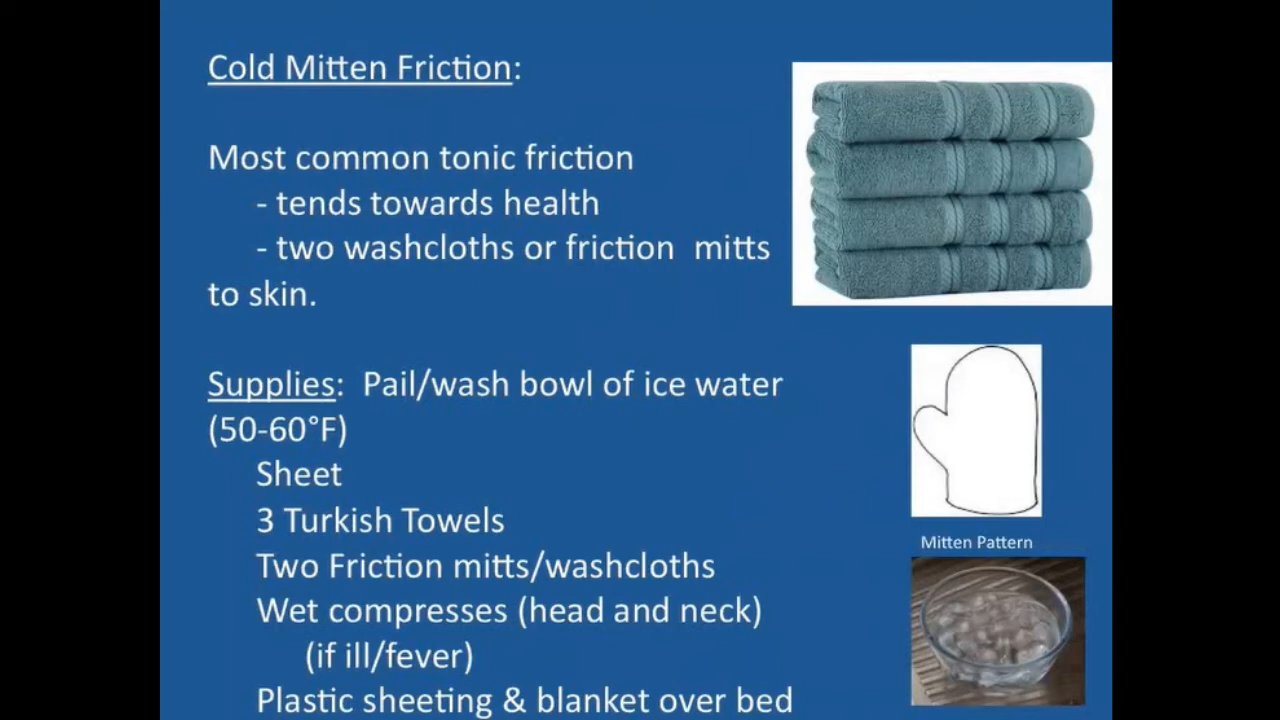 Cold Mitten Friction:
Most common tonic friction
- tends towards health
- two washcloths or friction  mitts
to skin.
Supplies:  Pail/wash bowl of ice water
(50-60°F)
Sheet
3 Turkish Towels
Two Friction mitts/washcloths
Wet compresses (head and neck)
(if ill/fever)
Plastic sheeting & blanket over bed
Mitten Pattern